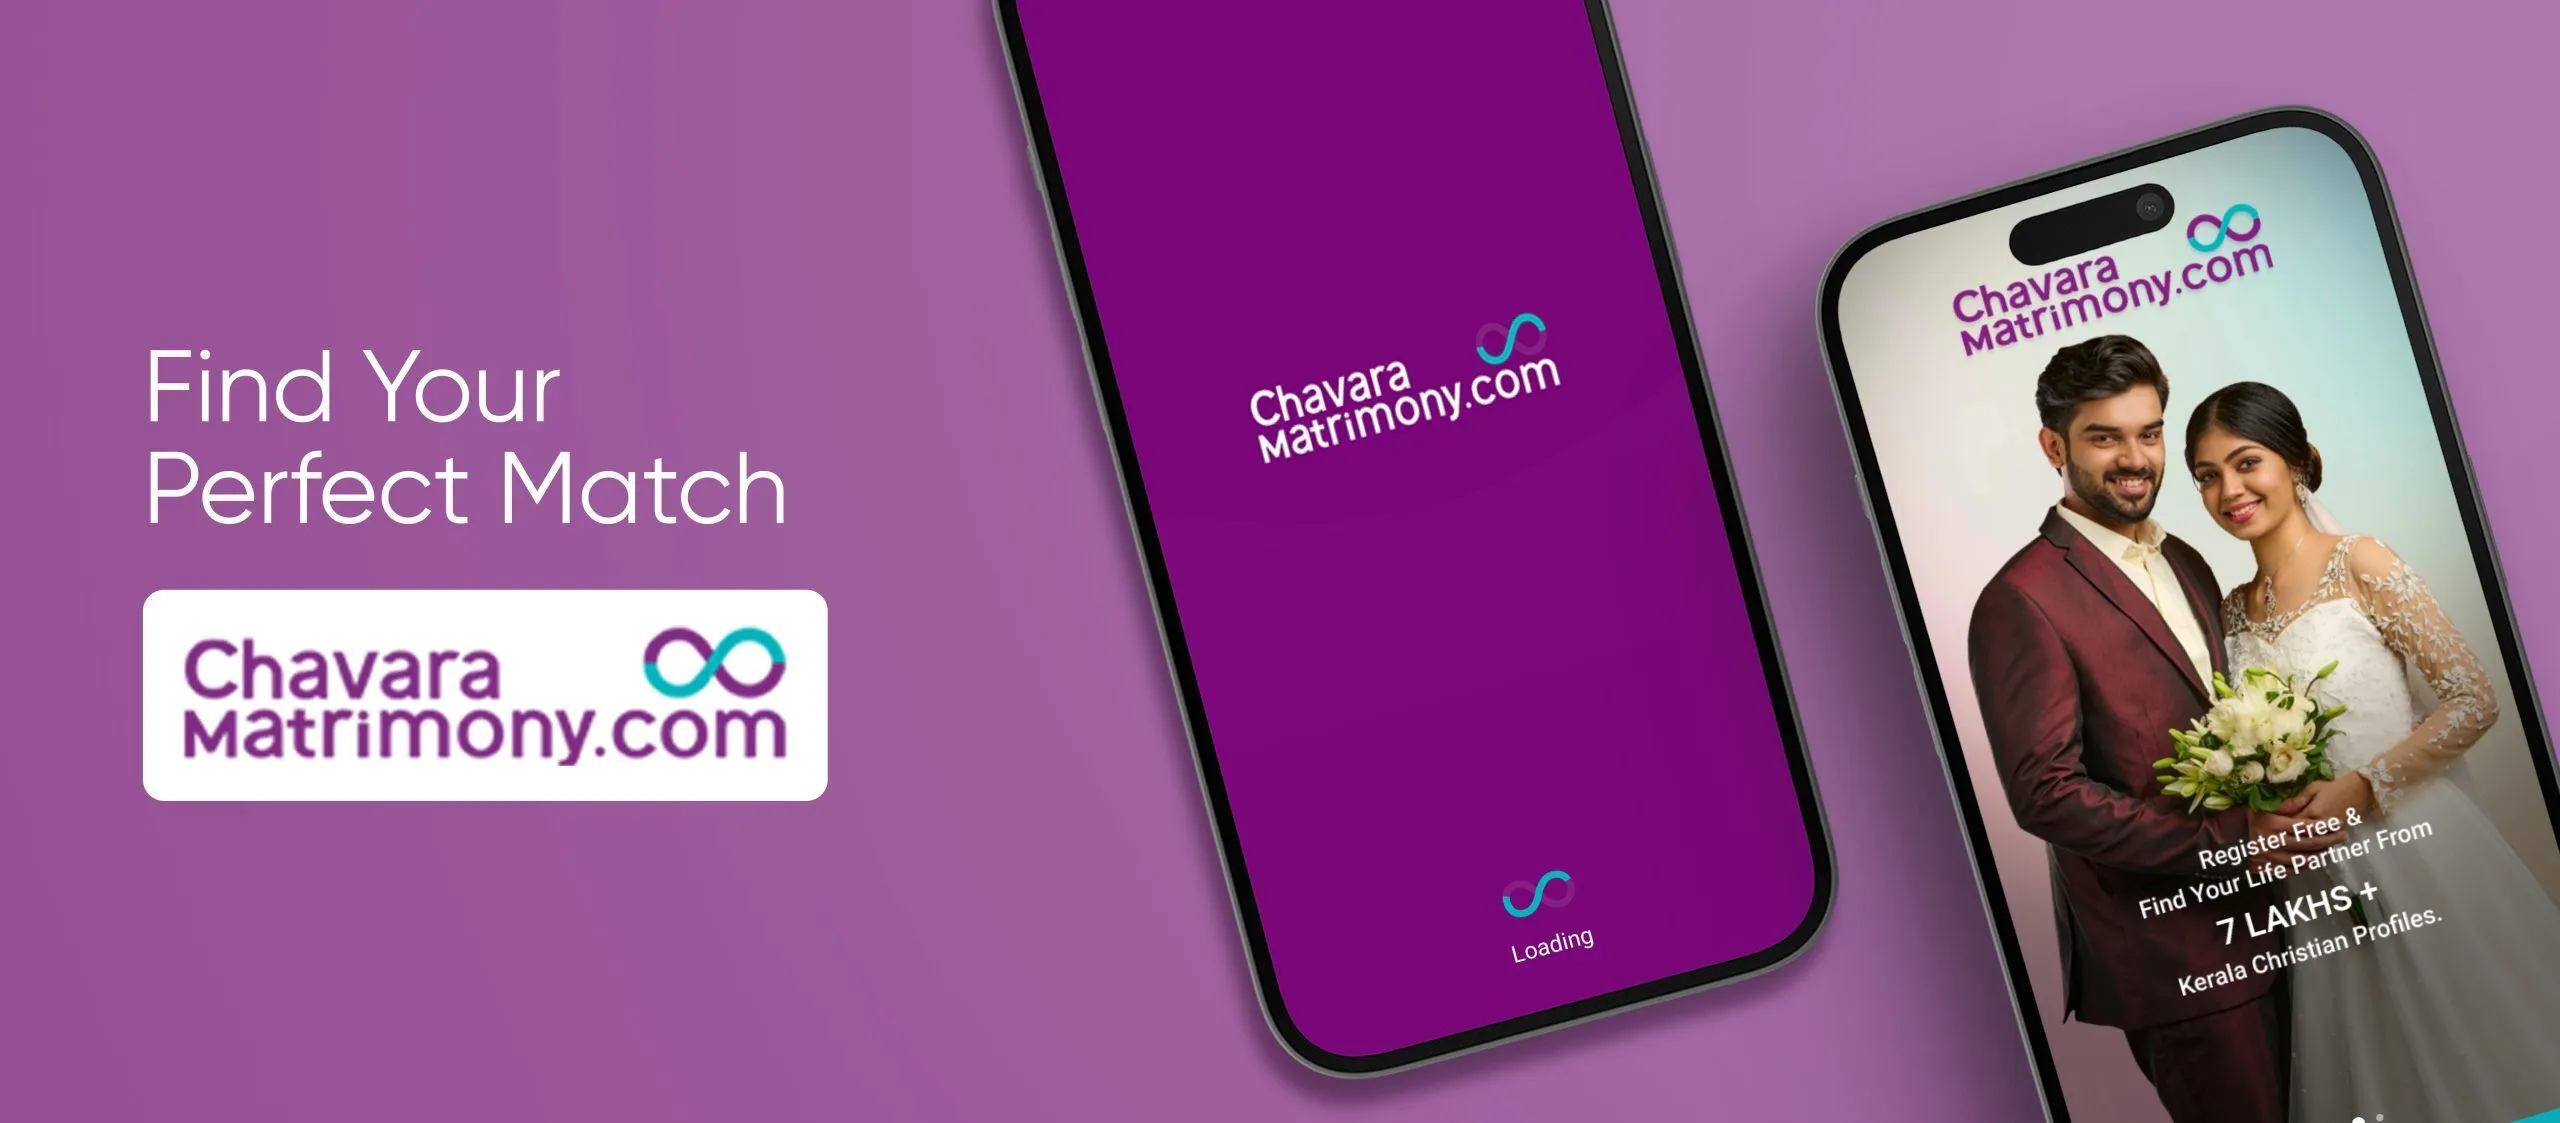 Find Your
Perfect Match
Chavara
Matrimony.com
Chavara
Matrimony.com
Loading
Chavara
Matrimony.com
Register Free &
Find Your Life Partner From
7 LAKHS +
Kerala Christian Profiles.